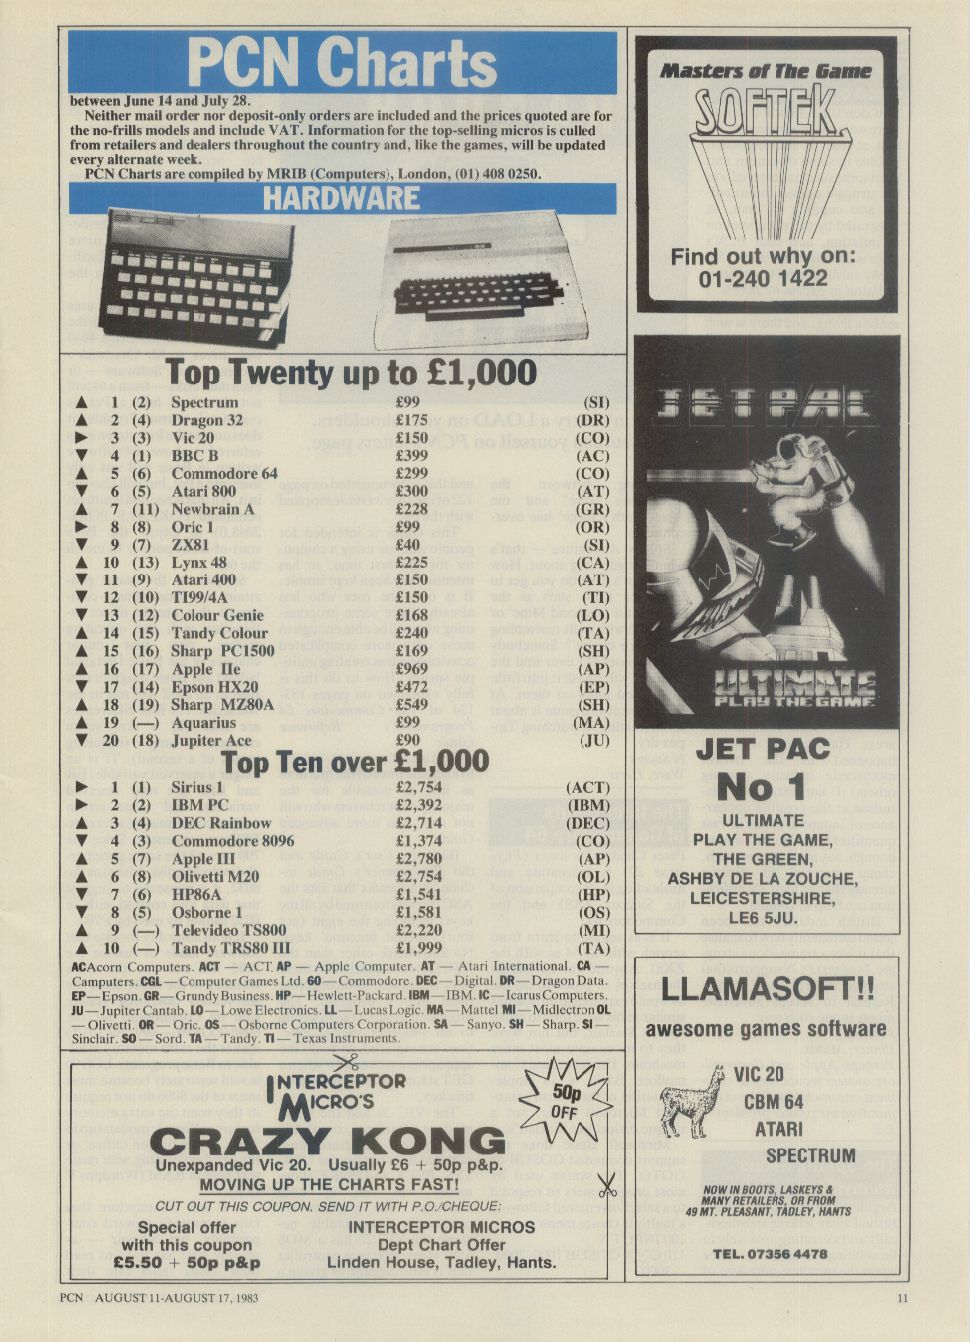 PCN Charts
between June 14 and July 28.
Neither mail order nor deposit-only orders are included and the prices quoted are for
the no-frills models and include VAT. Information for the top-selling micros is culled
from retailers and dealers throughout the country and, like the games, will be updated
every alternate week.
PCN Charts are compiled by MRIB (Computers), London, (01) 408 0250.
HARDWARE
Top Twenty up to £1,000
▲ 1 (2) Spectrum £99 (SI)
▲ 2 (4) Dragon 32 £175 (DR)
► 3 (3) Vic 20 £150 (CO)
▼ 4 (1) BBC B £399 (AC)
▲ 5 (6) Commodore 64 £299 (CO)
▼ 6 (5) Atari 800 £300 (AT)
▲ 7 (11) Newbrain A £228 (GR)
► 8 (8) Oric 1 £99 (OR)
▼ 9 (7) ZX81 £40 (SI)
▲ 10 (13) Lynx 48 £225 (CA)
▼ 11 (9) Atari 400 £150 (AT)
▼ 12 (10) TI99/4A £150 (TI)
▼ 13 (12) Colour Genie £168 (LO)
▲ 14 (15) Tandy Colour £240 (TA)
▲ 15 (16) Sharp PC1500 £169 (SH)
▲ 16 (17) Apple IIe £969 (AP)
▼ 17 (14) Epson HX20 £472 (EP)
▲ 18 (19) Sharp MZ80A £549 (SH)
▲ 19 (—) Aquarius £99 (MA)
▼ 20 (18) Jupiter Ace £90 (JU)
Top Ten over £1,000
► 1 (1) Sirius 1 £2,754 (ACT)
► 2 (2) IBM PC £2,392 (IBM)
▲ 3 (4) DEC Rainbow £2,714 (DEC)
▼ 4 (3) Commodore 8096 £1,374 (CO)
▲ 5 (7) Apple III £2,780 (AP)
▲ 6 (8) Olivetti M20 £2,754 (OL)
▼ 7 (6) HP86A £1,541 (HP)
▼ 8 (5) Osborne 1 £1,581 (OS)
▲ 9 (—) Televideo TS800 £2,220 (MI)
▲ 10 (—) Tandy TRS80 III £1,999 (TA)
AC Acorn Computers. ACT — ACT. AP — Apple Computer. AT — Atari International. CA —
Camputers. CGL — Computer Games Ltd. 60 — Commodore. DEC — Digital. DR — Dragon Data.
EP — Epson. GR — Grundy Business. HP — Hewlett-Packard. IBM — IBM. IC — Icarus Computers.
JU — Jupiter Cantab. LO — Lowe Electronics. LL — Lucas Logic. MA — Mattel MI — Midlectron OL
— Olivetti. OR — Oric. OS — Osborne Computers Corporation. SA — Sanyo. SH — Sharp. SI —
Sinclair. SO — Sord. TA — Tandy. TI — Texas Instruments.
INTERCEPTOR
MICRO'S
50p
OFF
CRAZY KONG
Unexpanded Vic 20. Usually £6 + 50p p&p.
MOVING UP THE CHARTS FAST!
CUT OUT THIS COUPON. SEND IT WITH P.O./CHEQUE:
Special offer
with this coupon
£5.50 + 50p p&p
INTERCEPTOR MICROS
Dept Chart Offer
Linden House, Tadley, Hants.
Masters of The Game
SOFTEK
Find out why on:
01-240 1422
JET PAC
ULTIMATE
PLAY THE GAME
JET PAC
No 1
ULTIMATE
PLAY THE GAME,
THE GREEN,
ASHBY DE LA ZOUCHE,
LEICESTERSHIRE,
LE6 5JU.
LLAMASOFT!!
awesome games software
VIC 20
CBM 64
ATARI
SPECTRUM
NOW IN BOOTS, LASKEYS &
MANY RETAILERS, OR FROM
49 MT. PLEASANT, TADLEY, HANTS
TEL. 07356 4478
PCN AUGUST 11-AUGUST 17, 1983
11